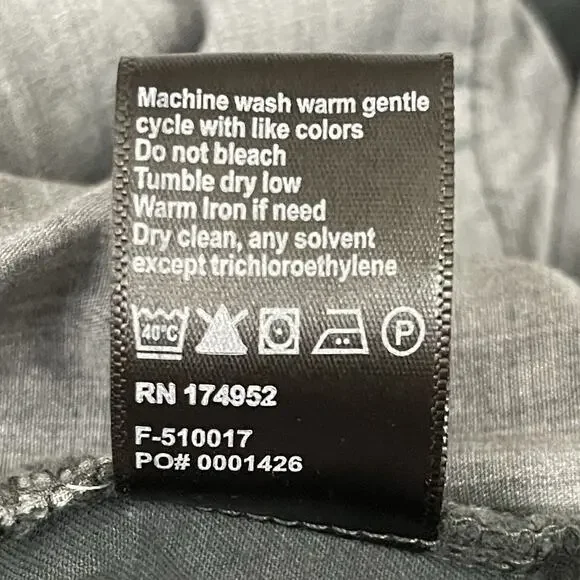 Machine wash warm gentle
cycle with like colors
Do not bleach
Tumble dry low
Warm Iron if need
Dry clean, any solvent
except trichloroethylene
40°C P
RN 174952
F-510017
PO# 0001426